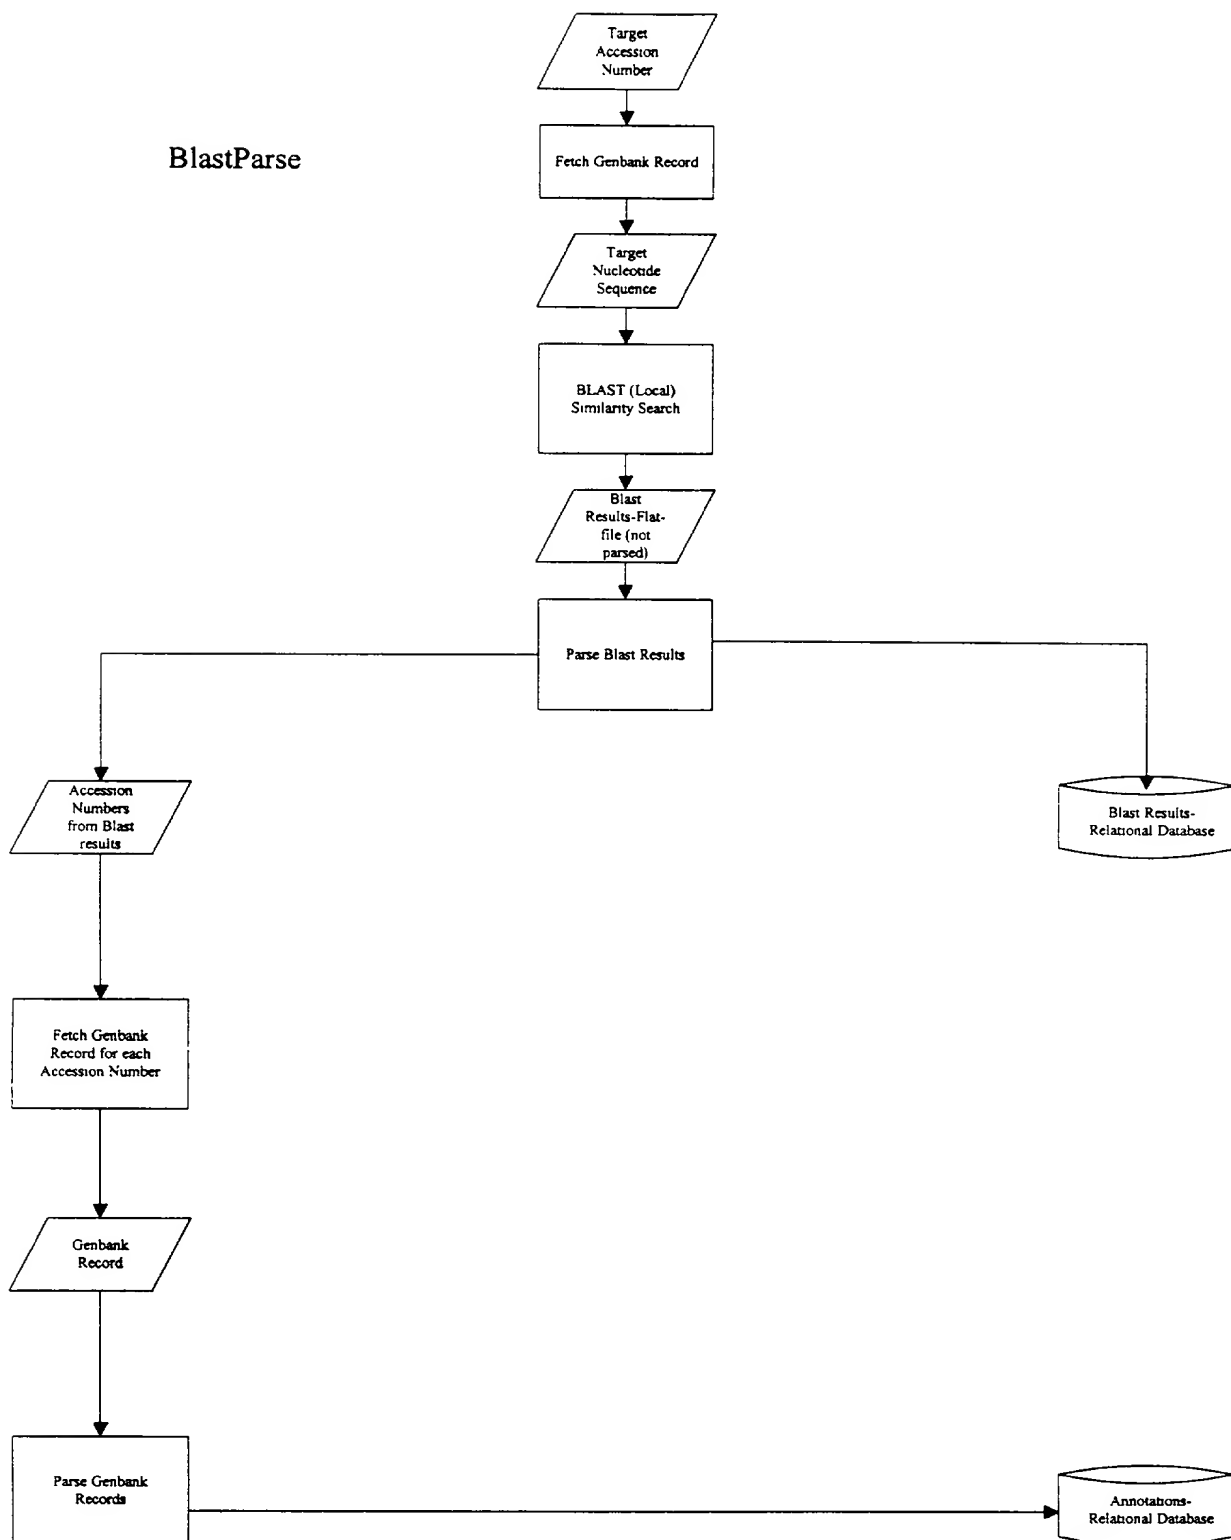 Target
Accession
Number
BlastParse
Fetch Genbank Record
Target
Nucleotide
Sequence
BLAST (Local)
Similarity Search
Blast
Results-Flat-
file (not
parsed)
Parse Blast Results
Accession
Numbers
from Blast
results
Blast Results-
Relational Database
Fetch Genbank
Record for each
Accession Number
Genbank
Record
Parse Genbank
Records
Annotations-
Relational Database